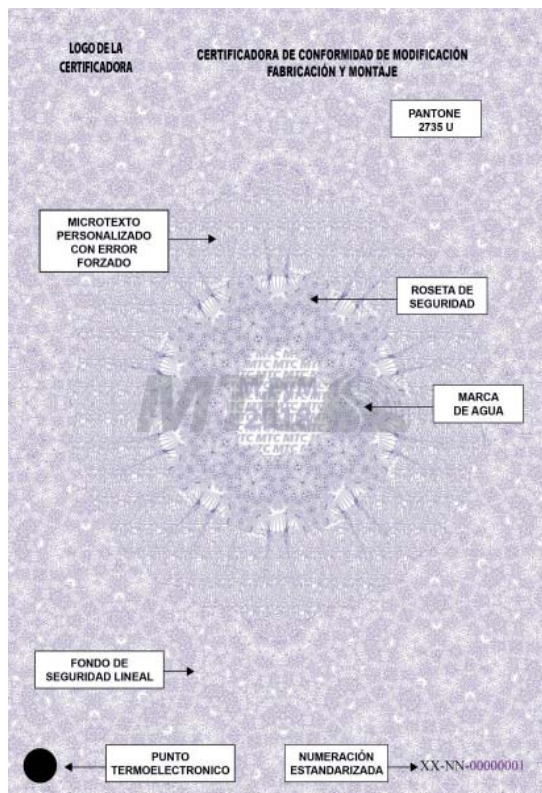 LOGO DE LA
CERTIFICADORA
CERTIFICADORA DE CONFORMIDAD DE MODIFICACIÓN
FABRICACIÓN Y MONTAJE
PANTONE
2735 U
MICROTEXTO
PERSONALIZADO
CON ERROR
FORZADO
ROSETA DE
SEGURIDAD
MARCA
DE AGUA
MTC
FONDO DE
SEGURIDAD LINEAL
PUNTO
TERMOELECTRONICO
NUMERACIÓN
ESTANDARIZADA
XX-NN-00000001